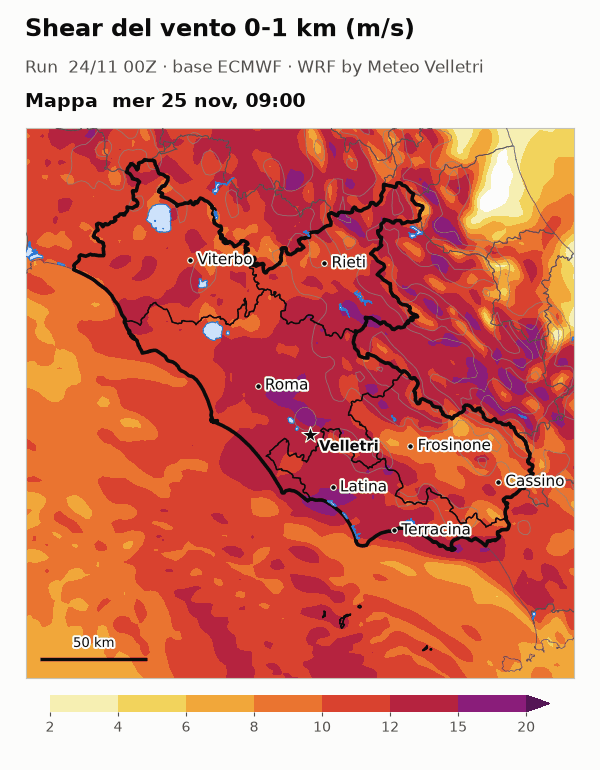 Shear del vento 0-1 km (m/s)
Run  24/11 00Z · base ECMWF · WRF by Meteo Velletri
Mappa  mer 25 nov, 09:00
Viterbo
Rieti
Roma
Velletri
Frosinone
Latina
Cassino
Terracina
50 km
2 4 6 8 10 12 15 20